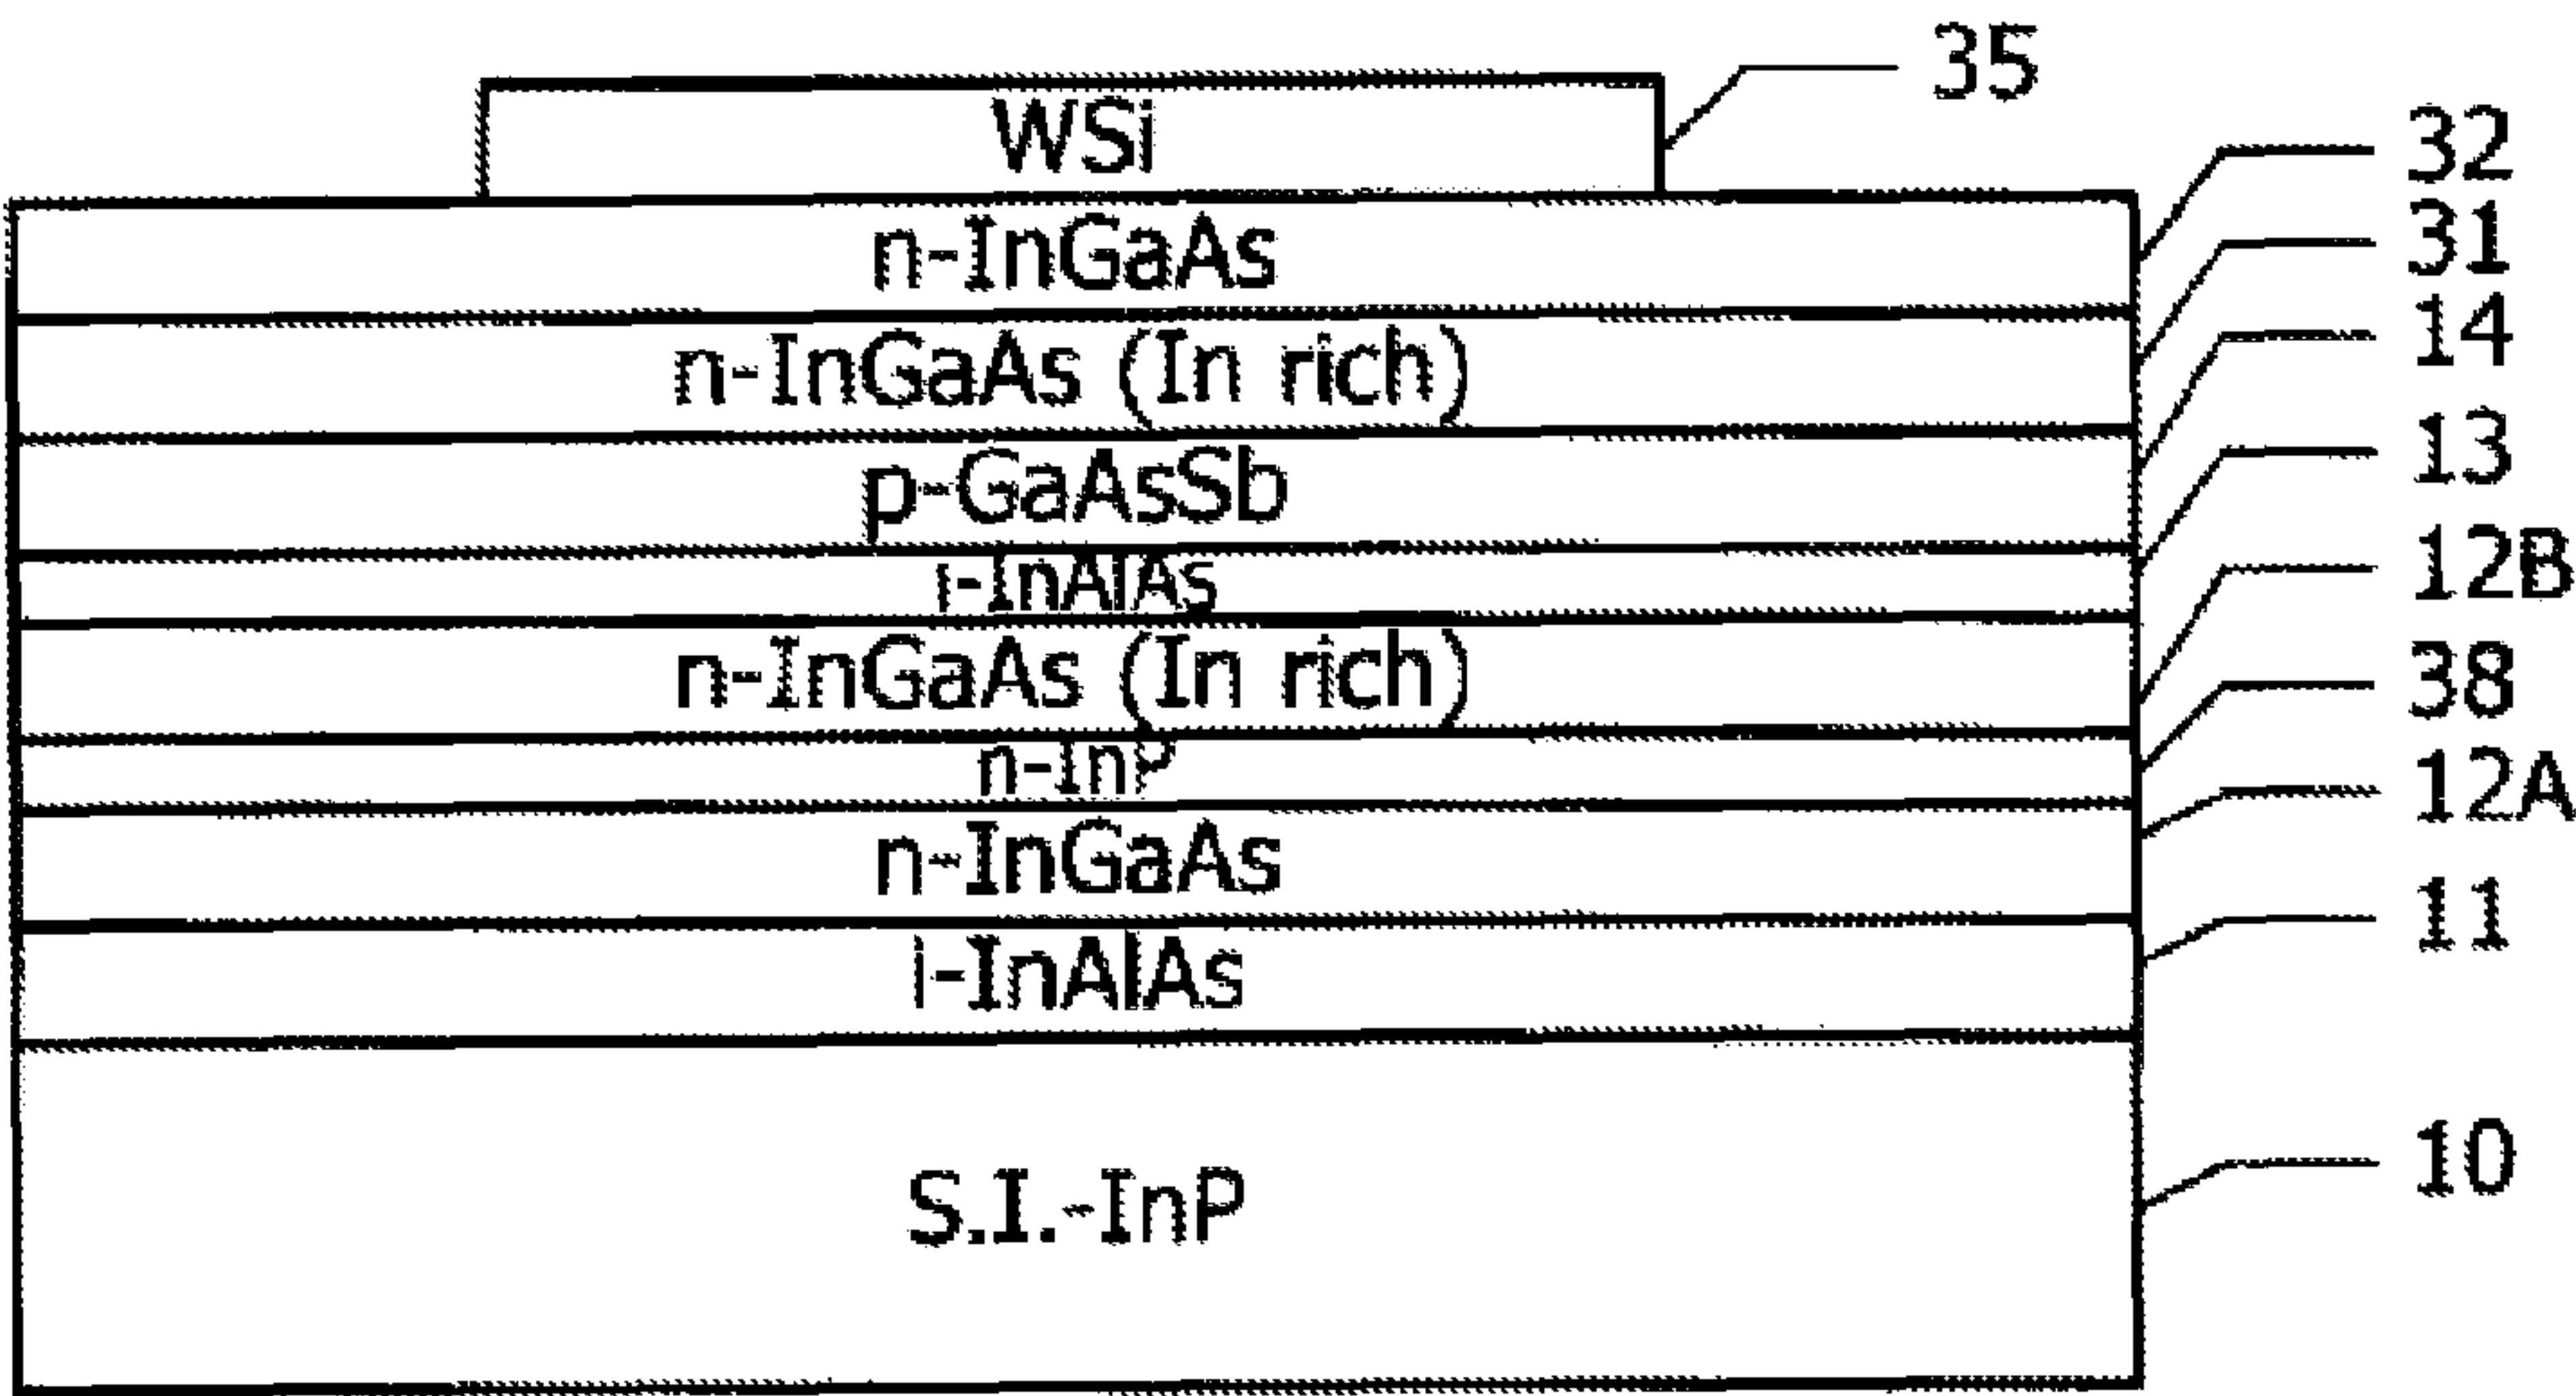 WSi 35
n-InGaAs 32
n-InGaAs (In rich) 31
p-GaAsSb 14
i-InAlAs 13
n-InGaAs (In rich) 12B
n-InP 38
n-InGaAs 12A
i-InAlAs 11
S.I.-InP 10